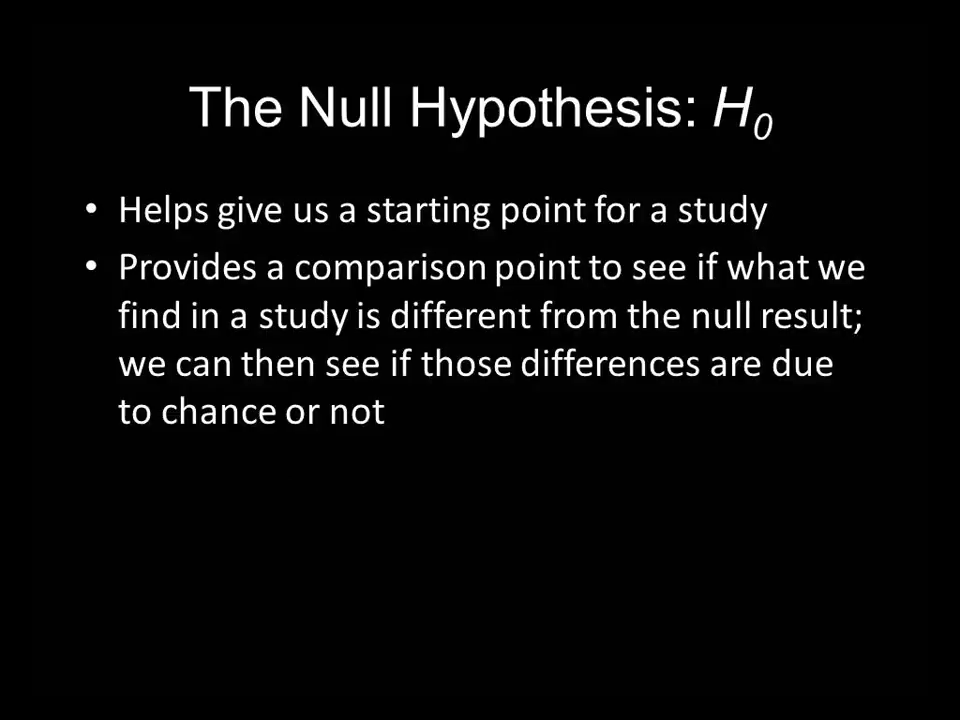 The Null Hypothesis: H0
• Helps give us a starting point for a study
• Provides a comparison point to see if what we
find in a study is different from the null result;
we can then see if those differences are due
to chance or not